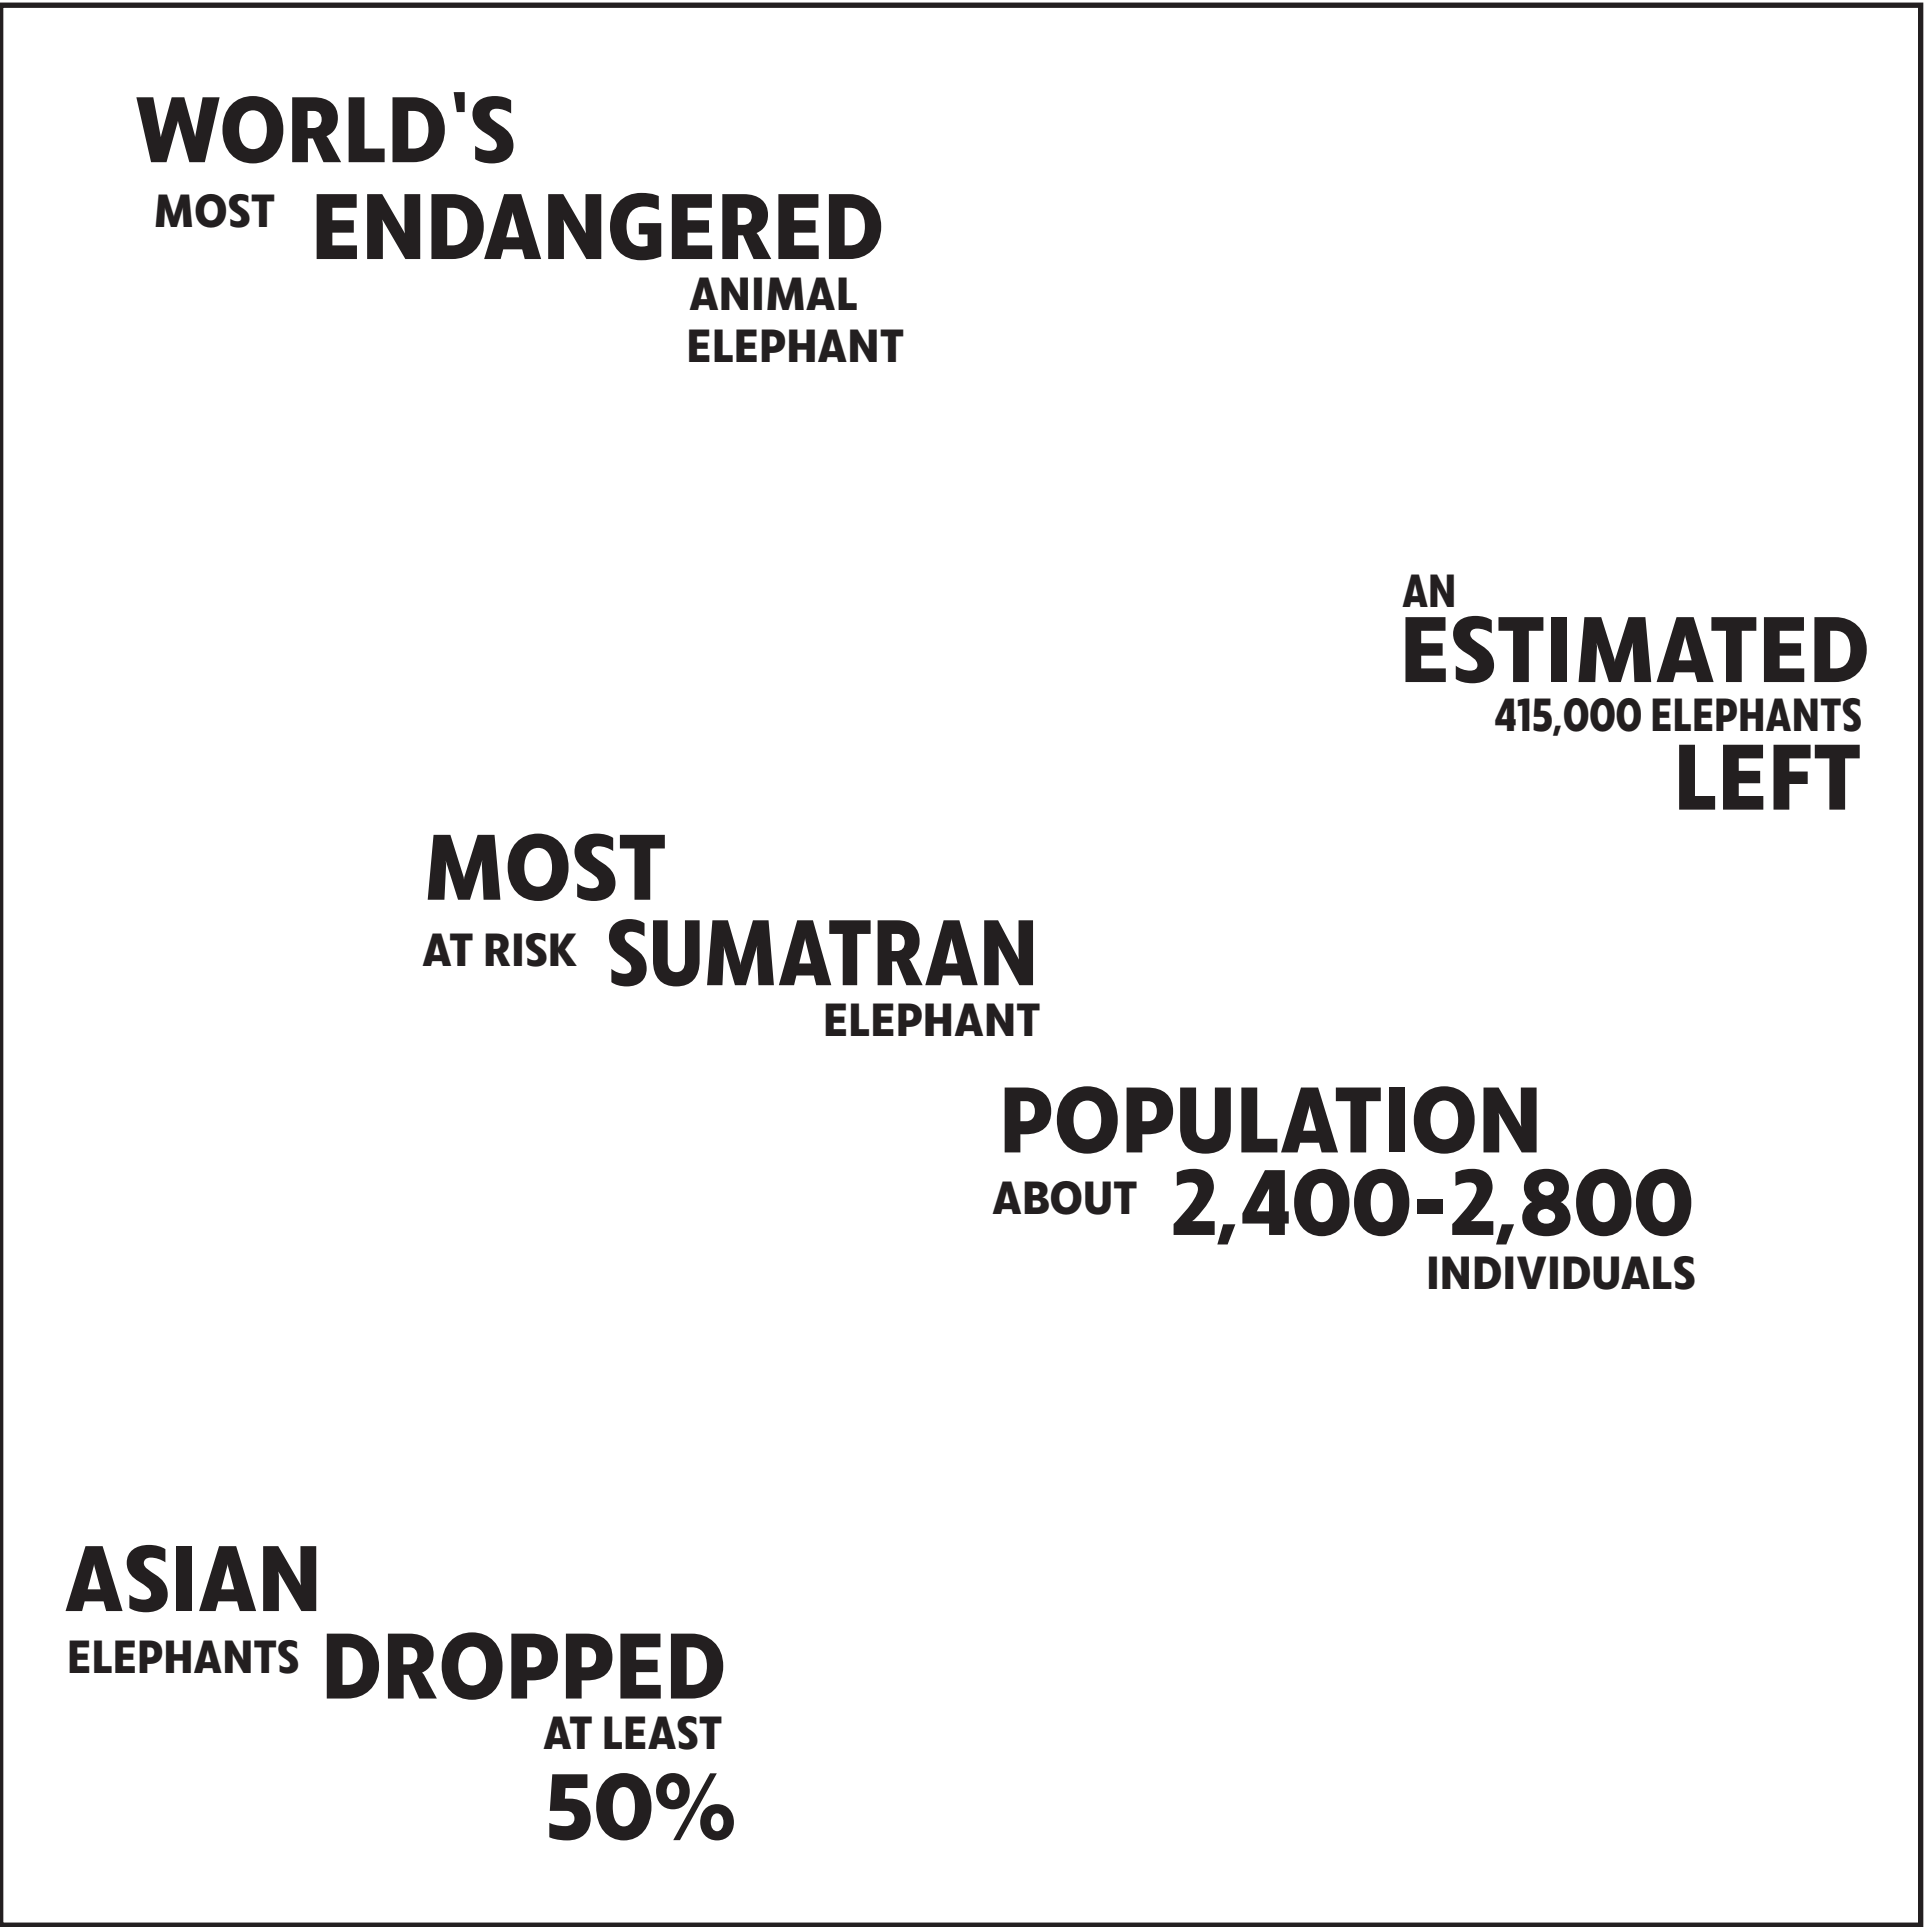 WORLD'S
MOST ENDANGERED
ANIMAL
ELEPHANT
AN
ESTIMATED
415,000 ELEPHANTS
LEFT
MOST
AT RISK SUMATRAN
ELEPHANT
POPULATION
ABOUT 2,400-2,800
INDIVIDUALS
ASIAN
ELEPHANTS DROPPED
AT LEAST
50%